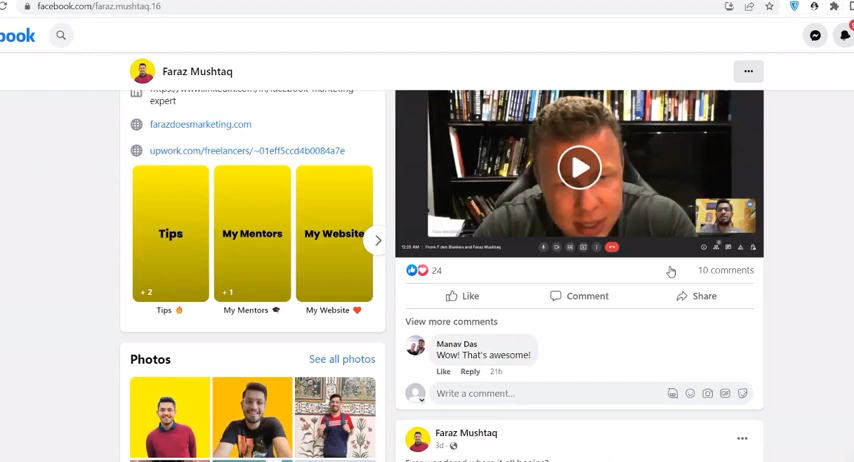 facebook.com/faraz.mushtaq.16
book
Faraz Mushtaq
expert
farazdoesmarketing.com
upwork.com/freelancers/~01eff5ccd4b0084a7e
Tips
+ 2
My Mentors
+ 1
My Website
Tips
My Mentors
My Website
Photos
See all photos
24
10 comments
Like
Comment
Share
View more comments
Manav Das
Wow! That's awesome!
Like Reply 21h
Write a comment...
Faraz Mushtaq
3d